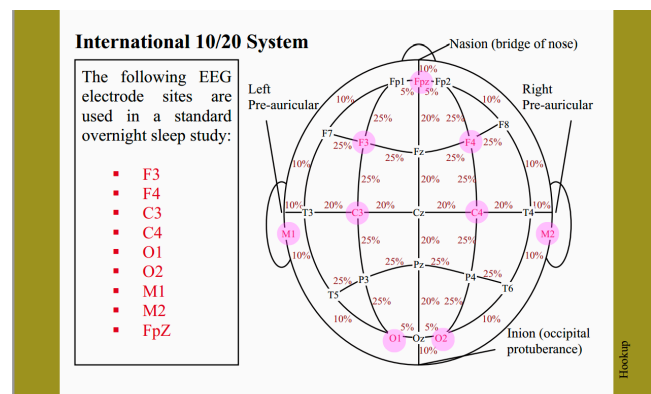 International 10/20 System
The following EEG
electrode sites are
used in a standard
overnight sleep study:
▪ F3
▪ F4
▪ C3
▪ C4
▪ O1
▪ O2
▪ M1
▪ M2
▪ FpZ
Nasion (bridge of nose)
Left
Pre-auricular
Right
Pre-auricular
10%
Fp1 Fpz Fp2
5% 5%
10% 10%
25% 20% 25%
F7 F8
F3 F4
25% 25%
25% Fz 25%
10% 10%
25% 20% 25%
10% 20% 20% 20% 20% 10%
T3 C3 Cz C4 T4
M1 M2
25% 20% 25%
10% 10%
25% Pz 25%
25% P3 P4 25%
T5 T6
25% 20% 25%
10% 10%
5% 5%
O1 Oz O2
10%
Inion (occipital
protuberance)
Hookup